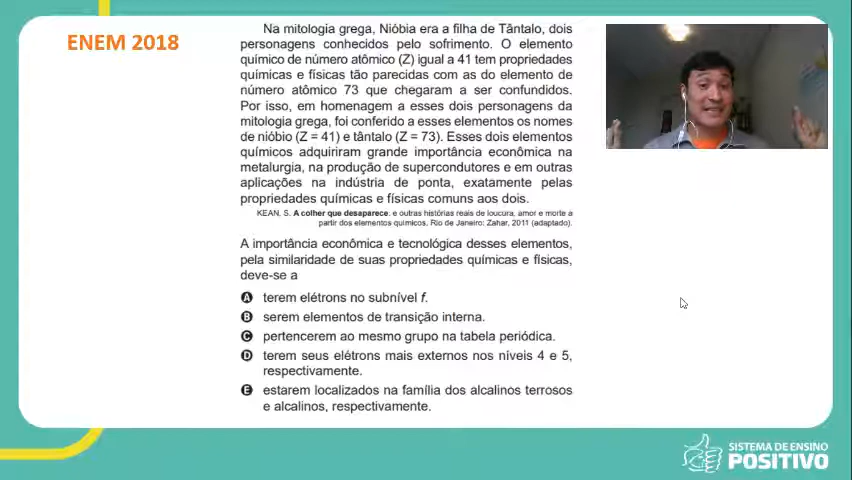 ENEM 2018
Na mitologia grega, Nióbia era a filha de Tântalo, dois
personagens conhecidos pelo sofrimento. O elemento
químico de número atômico (Z) igual a 41 tem propriedades
químicas e físicas tão parecidas com as do elemento de
número atômico 73 que chegaram a ser confundidos.
Por isso, em homenagem a esses dois personagens da
mitologia grega, foi conferido a esses elementos os nomes
de nióbio (Z = 41) e tântalo (Z = 73). Esses dois elementos
químicos adquiriram grande importância econômica na
metalurgia, na produção de supercondutores e em outras
aplicações na indústria de ponta, exatamente pelas
propriedades químicas e físicas comuns aos dois.
KEAN, S. A colher que desaparece: e outras histórias reais de loucura, amor e morte a
partir dos elementos químicos. Rio de Janeiro: Zahar, 2011 (adaptado).
A importância econômica e tecnológica desses elementos,
pela similaridade de suas propriedades químicas e físicas,
deve-se a
A terem elétrons no subnível f.
B serem elementos de transição interna.
C pertencerem ao mesmo grupo na tabela periódica.
D terem seus elétrons mais externos nos níveis 4 e 5,
respectivamente.
E estarem localizados na família dos alcalinos terrosos
e alcalinos, respectivamente.
SISTEMA DE ENSINO
POSITIVO